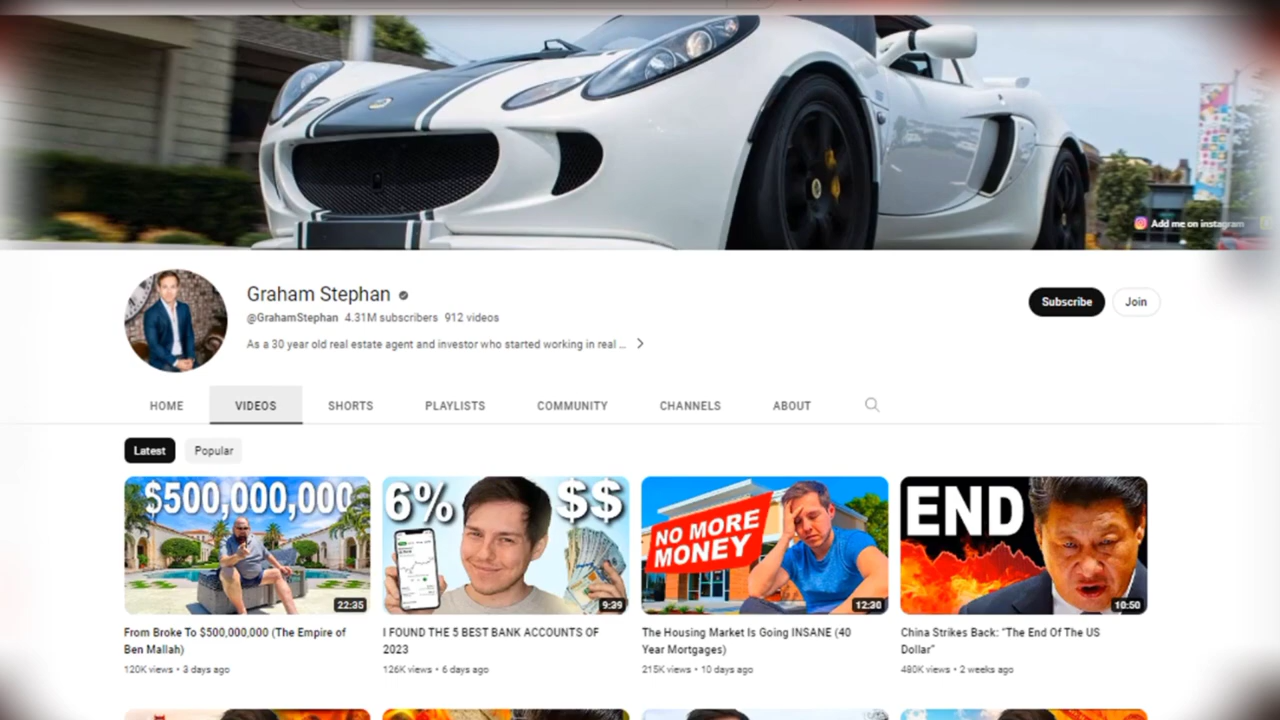 Add me on instagram
Graham Stephan
@GrahamStephan 4.31M subscribers 912 videos
As a 30 year old real estate agent and investor who started working in real ...
Subscribe
Join
HOME
VIDEOS
SHORTS
PLAYLISTS
COMMUNITY
CHANNELS
ABOUT
Latest
Popular
$500,000,000
22:35
6%
$$
9:39
NO MORE
MONEY
12:30
END
10:50
From Broke To $500,000,000 (The Empire of
Ben Mallah)
120K views • 3 days ago
I FOUND THE 5 BEST BANK ACCOUNTS OF
2023
126K views • 6 days ago
The Housing Market Is Going INSANE (40
Year Mortgages)
215K views • 10 days ago
China Strikes Back: "The End Of The US
Dollar"
480K views • 2 weeks ago